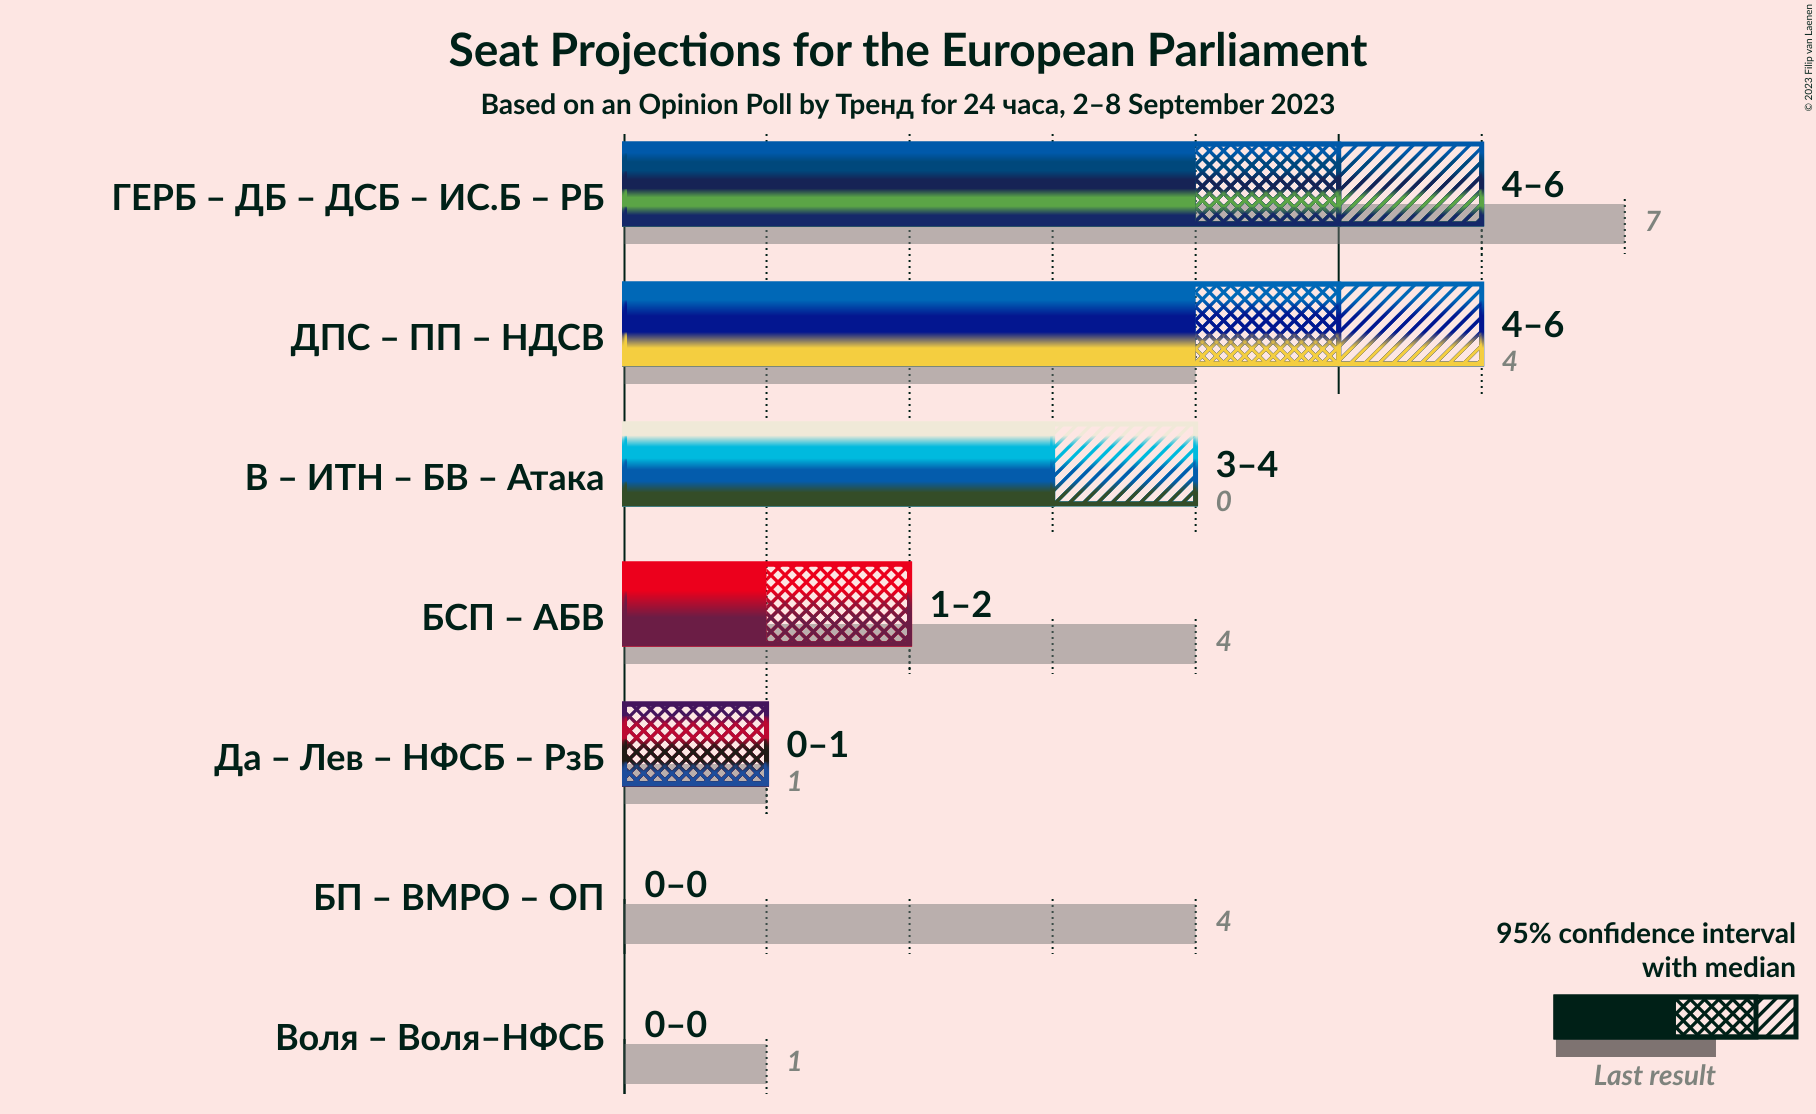 Seat Projections for the European Parliament
Based on an Opinion Poll by Тренд for 24 часа, 2–8 September 2023
© 2023 Filip van Laenen
ГЕРБ – ДБ – ДСБ – ИС.Б – РБ
4–6
7
ДПС – ПП – НДСВ
4–6
4
В – ИТН – БВ – Атака
3–4
0
БСП – АБВ
1–2
4
Да – Лев – НФСБ – РзБ
0–1
1
БП – ВМРО – ОП
0–0
4
Воля – Воля–НФСБ
0–0
1
95% confidence interval
with median
Last result